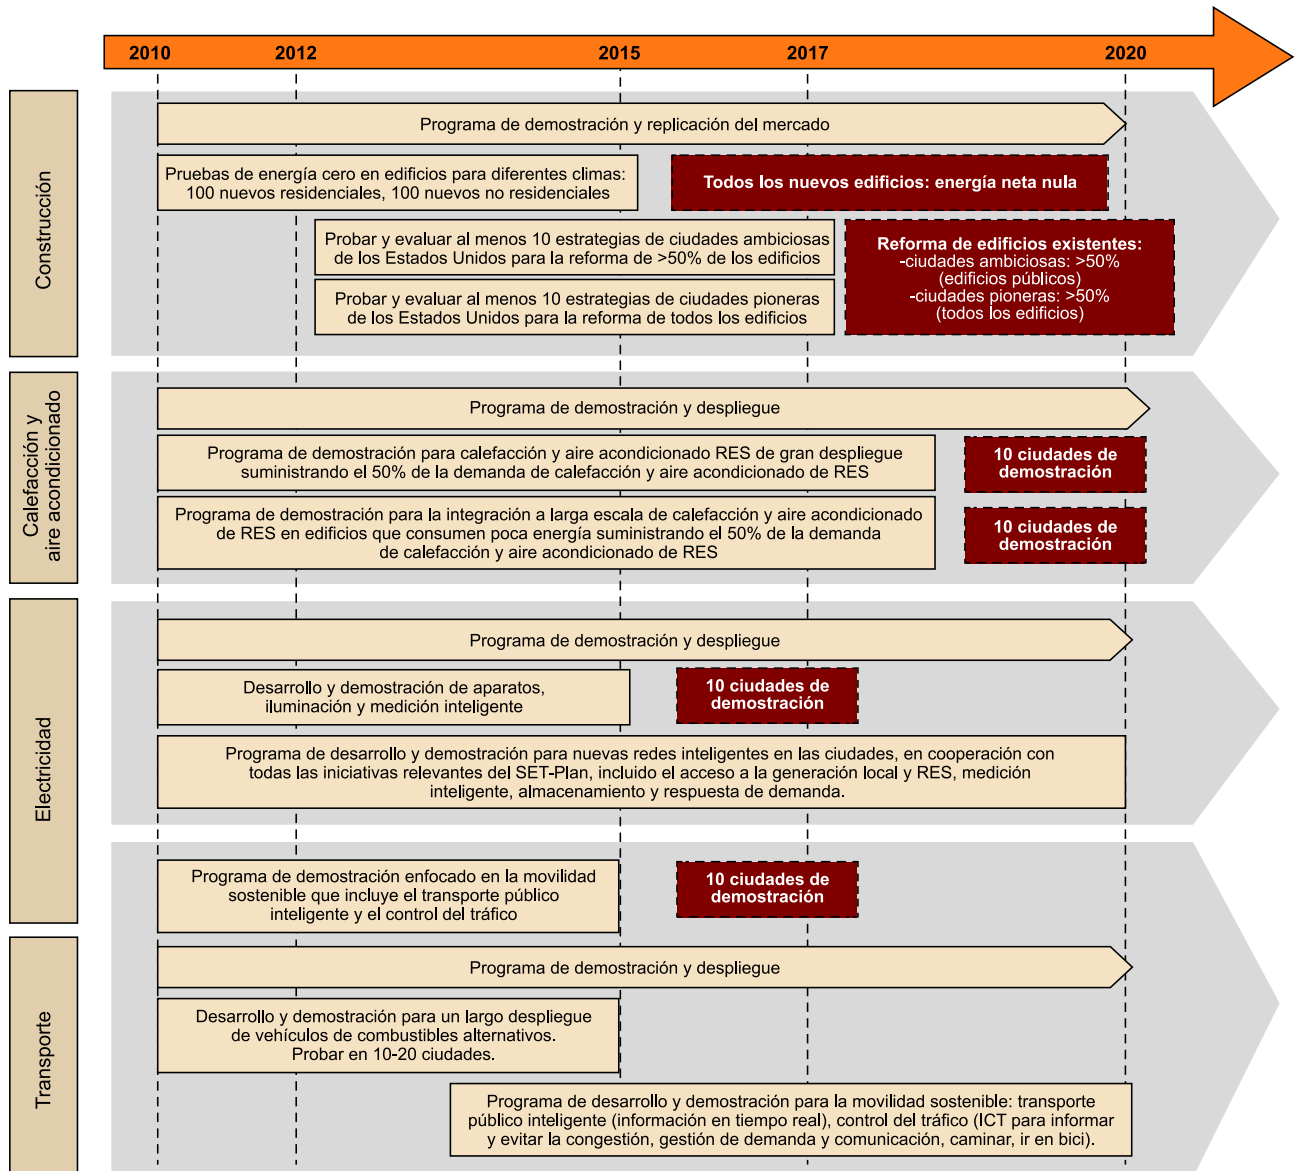 2010 2012 2015 2017 2020
Construcción
Programa de demostración y replicación del mercado
Pruebas de energía cero en edificios para diferentes climas:
100 nuevos residenciales, 100 nuevos no residenciales
Todos los nuevos edificios: energía neta nula
Probar y evaluar al menos 10 estrategias de ciudades ambiciosas
de los Estados Unidos para la reforma de >50% de los edificios
Probar y evaluar al menos 10 estrategias de ciudades pioneras
de los Estados Unidos para la reforma de todos los edificios
Reforma de edificios existentes:
-ciudades ambiciosas: >50%
(edificios públicos)
-ciudades pioneras: >50%
(todos los edificios)
Calefacción y
aire acondicionado
Programa de demostración y despliegue
Programa de demostración para calefacción y aire acondicionado RES de gran despliegue
suministrando el 50% de la demanda de calefacción y aire acondicionado de RES
10 ciudades de
demostración
Programa de demostración para la integración a larga escala de calefacción y aire acondicionado
de RES en edificios que consumen poca energía suministrando el 50% de la demanda
de calefacción y aire acondicionado de RES
10 ciudades de
demostración
Electricidad
Programa de demostración y despliegue
Desarrollo y demostración de aparatos,
iluminación y medición inteligente
10 ciudades de
demostración
Programa de desarrollo y demostración para nuevas redes inteligentes en las ciudades, en cooperación con
todas las iniciativas relevantes del SET-Plan, incluido el acceso a la generación local y RES, medición
inteligente, almacenamiento y respuesta de demanda.
Programa de demostración enfocado en la movilidad
sostenible que incluye el transporte público
inteligente y el control del tráfico
10 ciudades de
demostración
Transporte
Programa de demostración y despliegue
Desarrollo y demostración para un largo despliegue
de vehículos de combustibles alternativos.
Probar en 10-20 ciudades.
Programa de desarrollo y demostración para la movilidad sostenible: transporte
público inteligente (información en tiempo real), control del tráfico (ICT para informar
y evitar la congestión, gestión de demanda y comunicación, caminar, ir en bici).